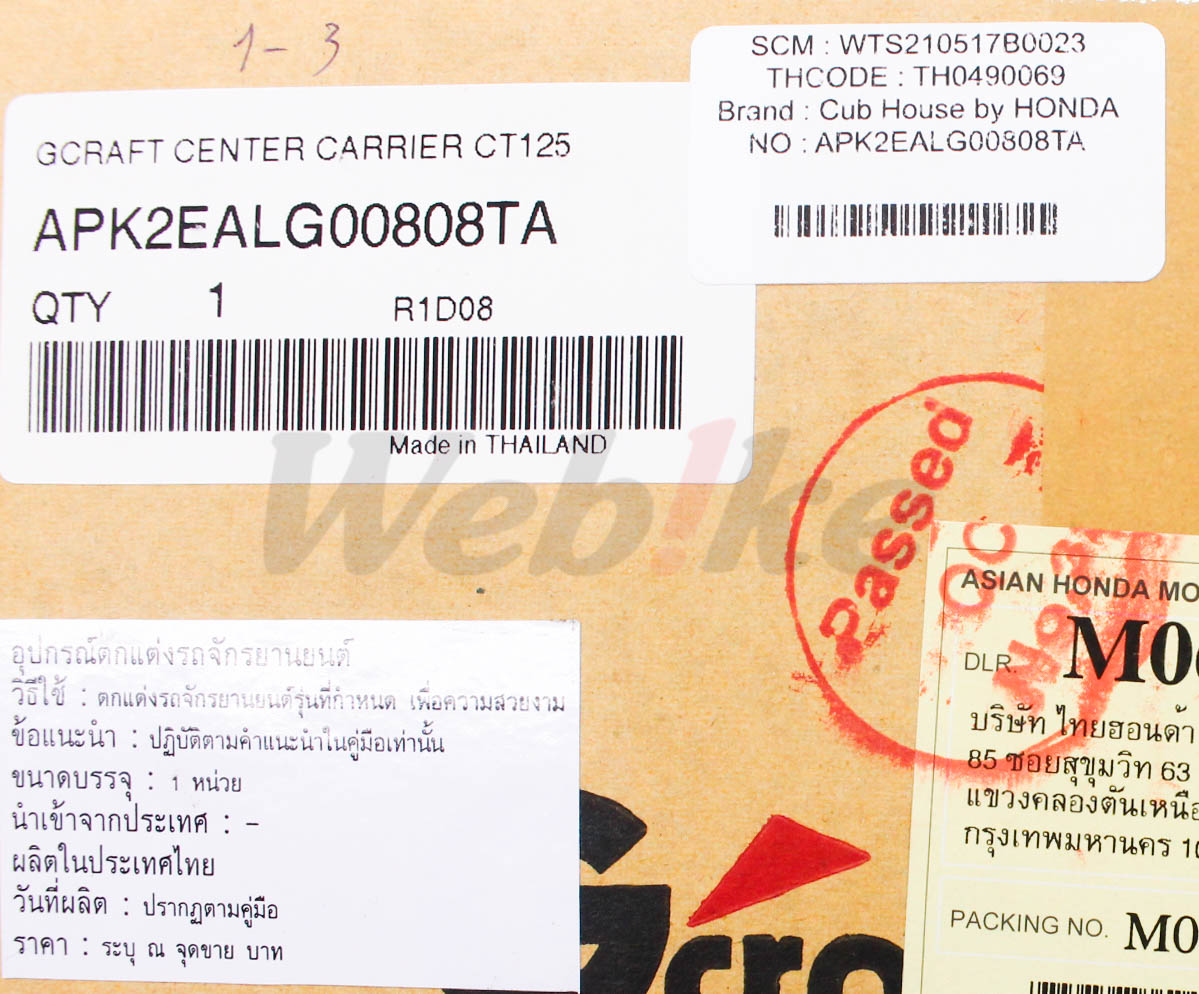 1-3
GCRAFT CENTER CARRIER CT125
APK2EALG00808TA
QTY 1 R1D08
Made in THAILAND
SCM : WTS210517B0023
THCODE : TH0490069
Brand : Cub House by HONDA
NO : APK2EALG00808TA
Web!ke
Passed
QC
ASIAN HONDA MO
DLR. M0
บริษัท ไทยฮอนด้า
85 ซอยสุขุมวิท 63
แขวงคลองตันเหนือ
กรุงเทพมหานคร 10
PACKING NO. M0
อุปกรณ์ตกแต่งรถจักรยานยนต์
วิธีใช้ : ตกแต่งรถจักรยานยนต์รุ่นที่กำหนด เพื่อความสวยงาม
ข้อแนะนำ : ปฏิบัติตามคำแนะนำในคู่มือเท่านั้น
ขนาดบรรจุ : 1 หน่วย
นำเข้าจากประเทศ : -
ผลิตในประเทศไทย
วันที่ผลิต : ปรากฏตามคู่มือ
ราคา : ระบุ ณ จุดขาย บาท
Gcra